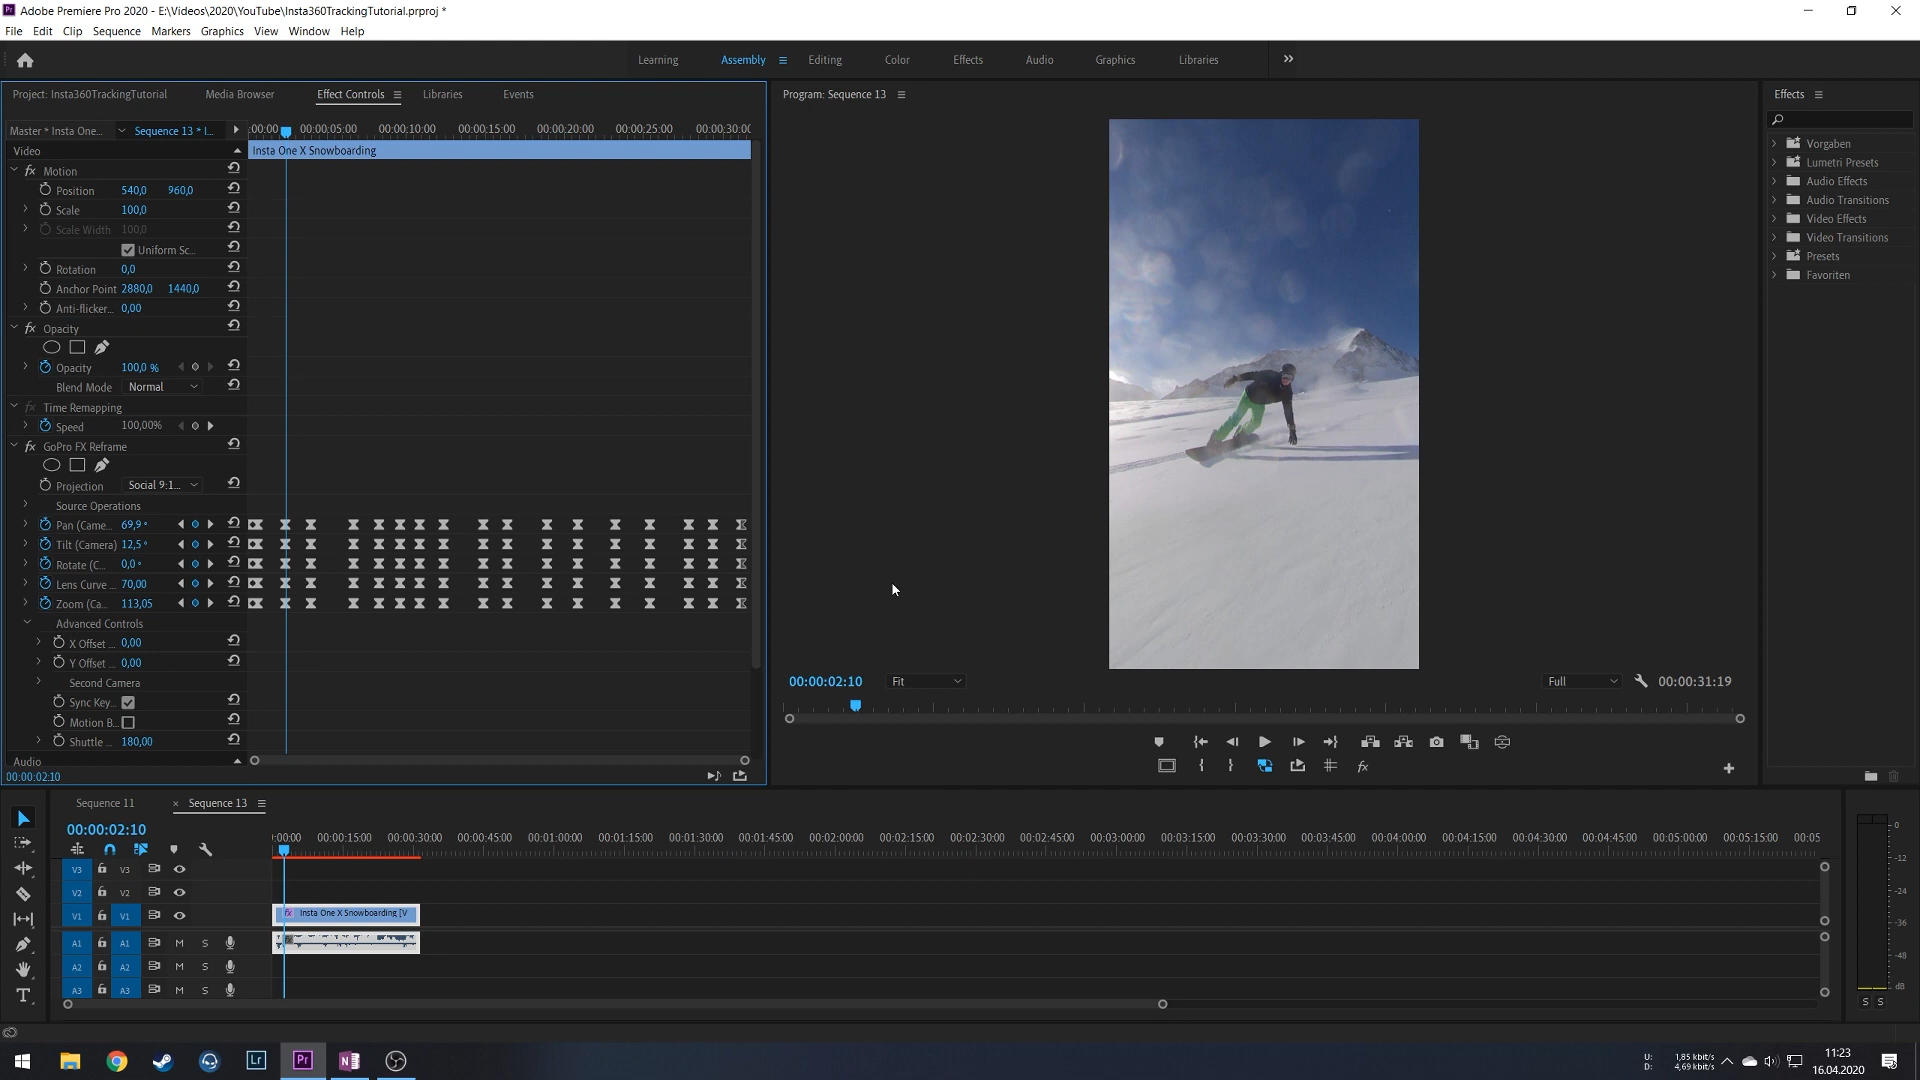 Adobe Premiere Pro 2020 - E:\Videos\2020\YouTube\Insta360TrackingTutorial.prproj *
File Edit Clip Sequence Markers Graphics View Window Help
Learning Assembly Editing Color Effects Audio Graphics Libraries
Project: Insta360TrackingTutorial Media Browser Effect Controls Libraries Events
Program: Sequence 13
Effects
Master * Insta One... Sequence 13 * I...
:00:00 00:00:05:00 00:00:10:00 00:00:15:00 00:00:20:00 00:00:25:00 00:00:30:00
Video
Insta One X Snowboarding
fx Motion
Position 540,0 960,0
Scale 100,0
Scale Width 100,0
Uniform Sc...
Rotation 0,0
Anchor Point 2880,0 1440,0
Anti-flicker... 0,00
fx Opacity
Opacity 100,0 %
Blend Mode Normal
fx Time Remapping
Speed 100,00%
fx GoPro FX Reframe
Projection Social 9:1...
Source Operations
Pan (Came... 69,9 °
Tilt (Camera) 12,5 °
Rotate (C... 0,0 °
Lens Curve ... 70,00
Zoom (Ca... 113,05
Advanced Controls
X Offset ... 0,00
Y Offset ... 0,00
Second Camera
Sync Key...
Motion B...
Shuttle ... 180,00
Audio
00:00:02:10
Vorgaben
Lumetri Presets
Audio Effects
Audio Transitions
Video Effects
Video Transitions
Presets
Favoriten
00:00:02:10 Fit Full 00:00:31:19
fx
Sequence 11 × Sequence 13
00:00:02:10
:00:00 00:00:15:00 00:00:30:00 00:00:45:00 00:01:00:00 00:01:15:00 00:01:30:00 00:01:45:00 00:02:00:00 00:02:15:00 00:02:30:00 00:02:45:00 00:03:00:00 00:03:15:00 00:03:30:00 00:03:45:00 00:04:00:00 00:04:15:00 00:04:30:00 00:04:45:00 00:05:00:00 00:05:15:00 00:05
V3 V3
V2 V2
V1 V1 fx Insta One X Snowboarding [V
A1 A1 M S
A2 A2 M S
A3 A3 M S
T
0
-12
-24
-36
-48
dB
S S
Lr Pr N
U: 1,85 kbit/s
D: 4,69 kbit/s
11:23
16.04.2020